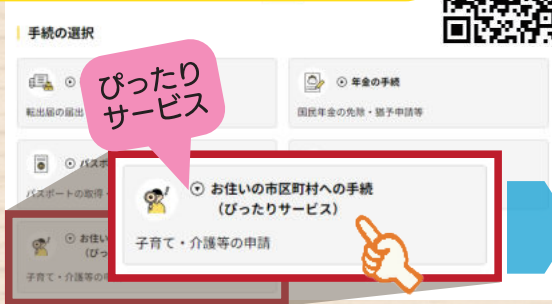 手続の選択
ぴったり
サービス
転出届の届出
年金の手続
国民年金の免除・猶予申請等
パスポ
パスポートの取得・
お住いの市区町村への手続
（ぴったりサービス）
子育て・介護等の申請
お住い
（ぴっ
子育て・介護等の申